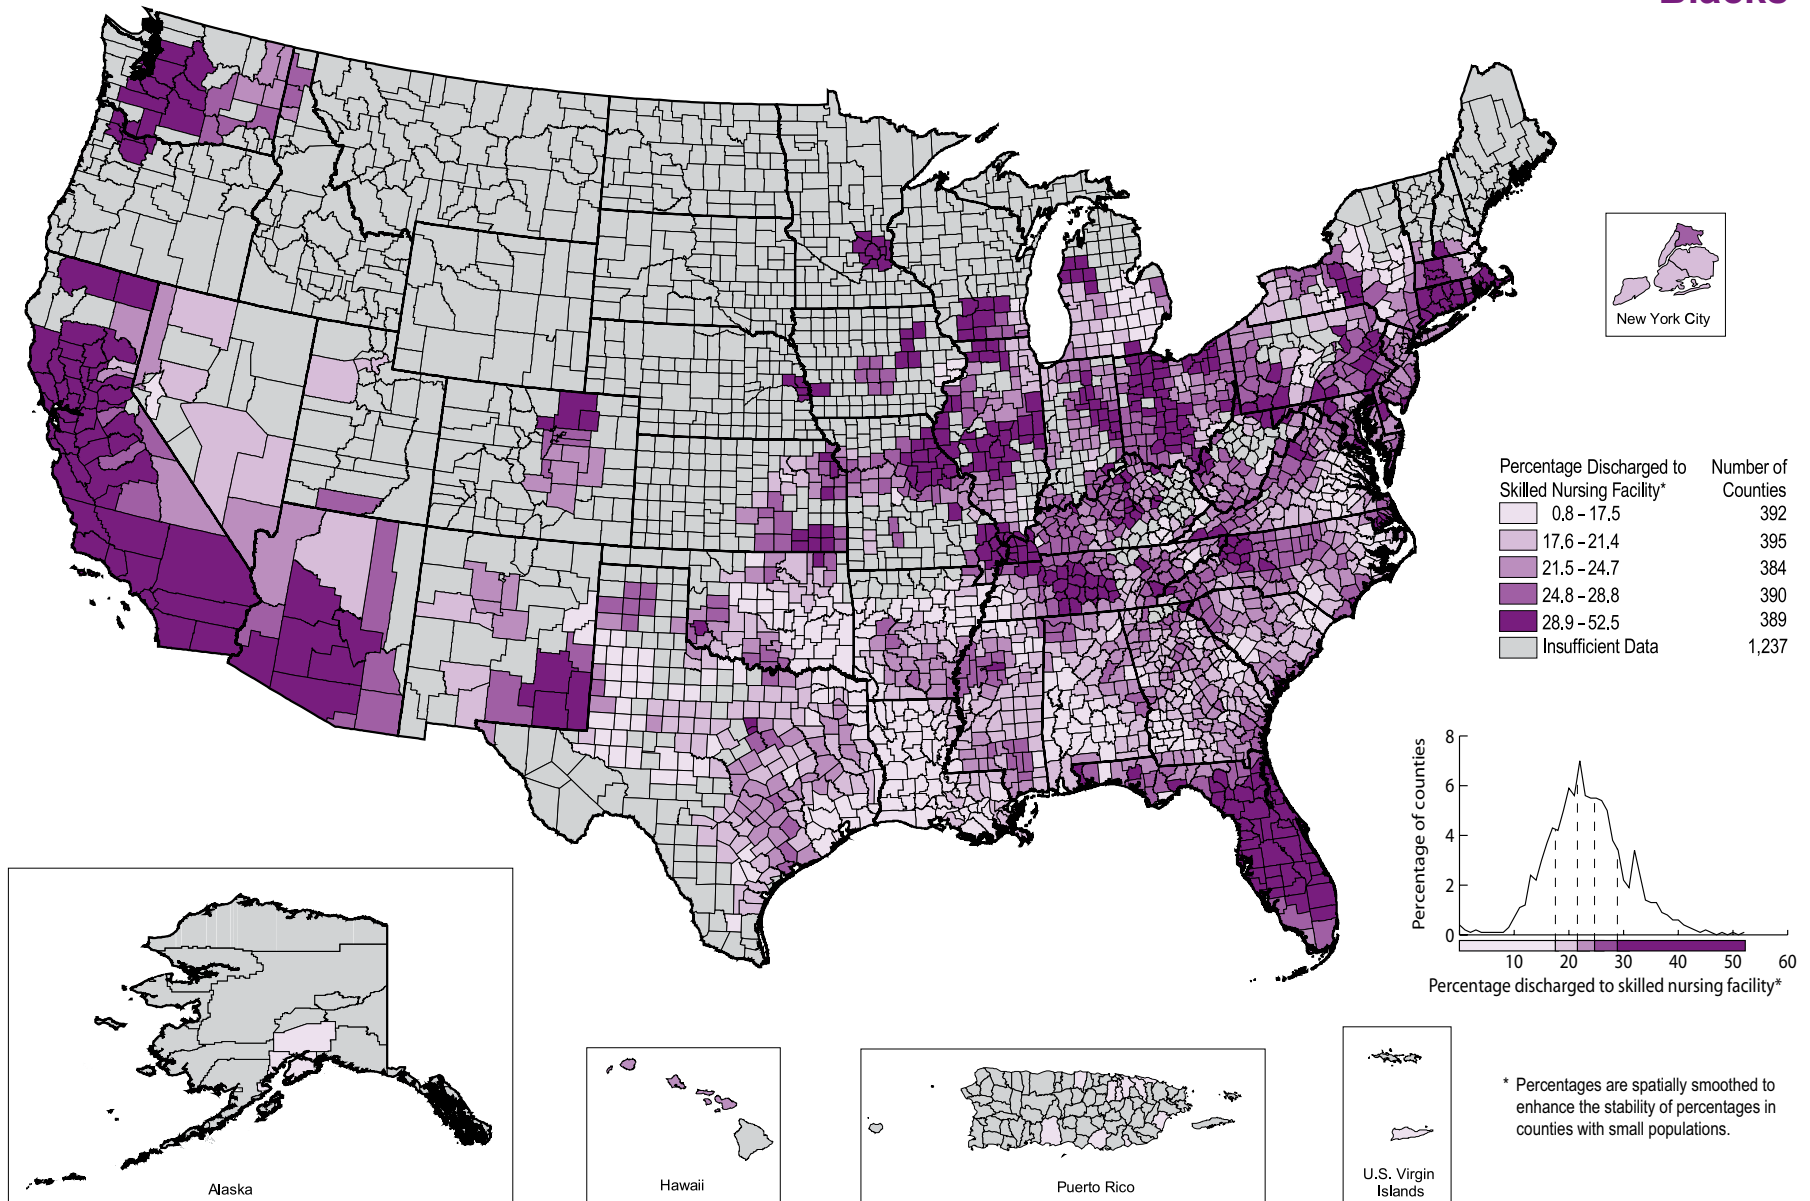 Blacks
New York City
Percentage Discharged to Number of
Skilled Nursing Facility* Counties
0.8 – 17.5 392
17.6 – 21.4 395
21.5 – 24.7 384
24.8 – 28.8 390
28.9 – 52.5 389
Insufficient Data 1,237
8
6
4
2
0
Percentage of counties
10 20 30 40 50 60
Percentage discharged to skilled nursing facility*
* Percentages are spatially smoothed to
enhance the stability of percentages in
counties with small populations.
Alaska
Hawaii
Puerto Rico
U.S. Virgin
Islands